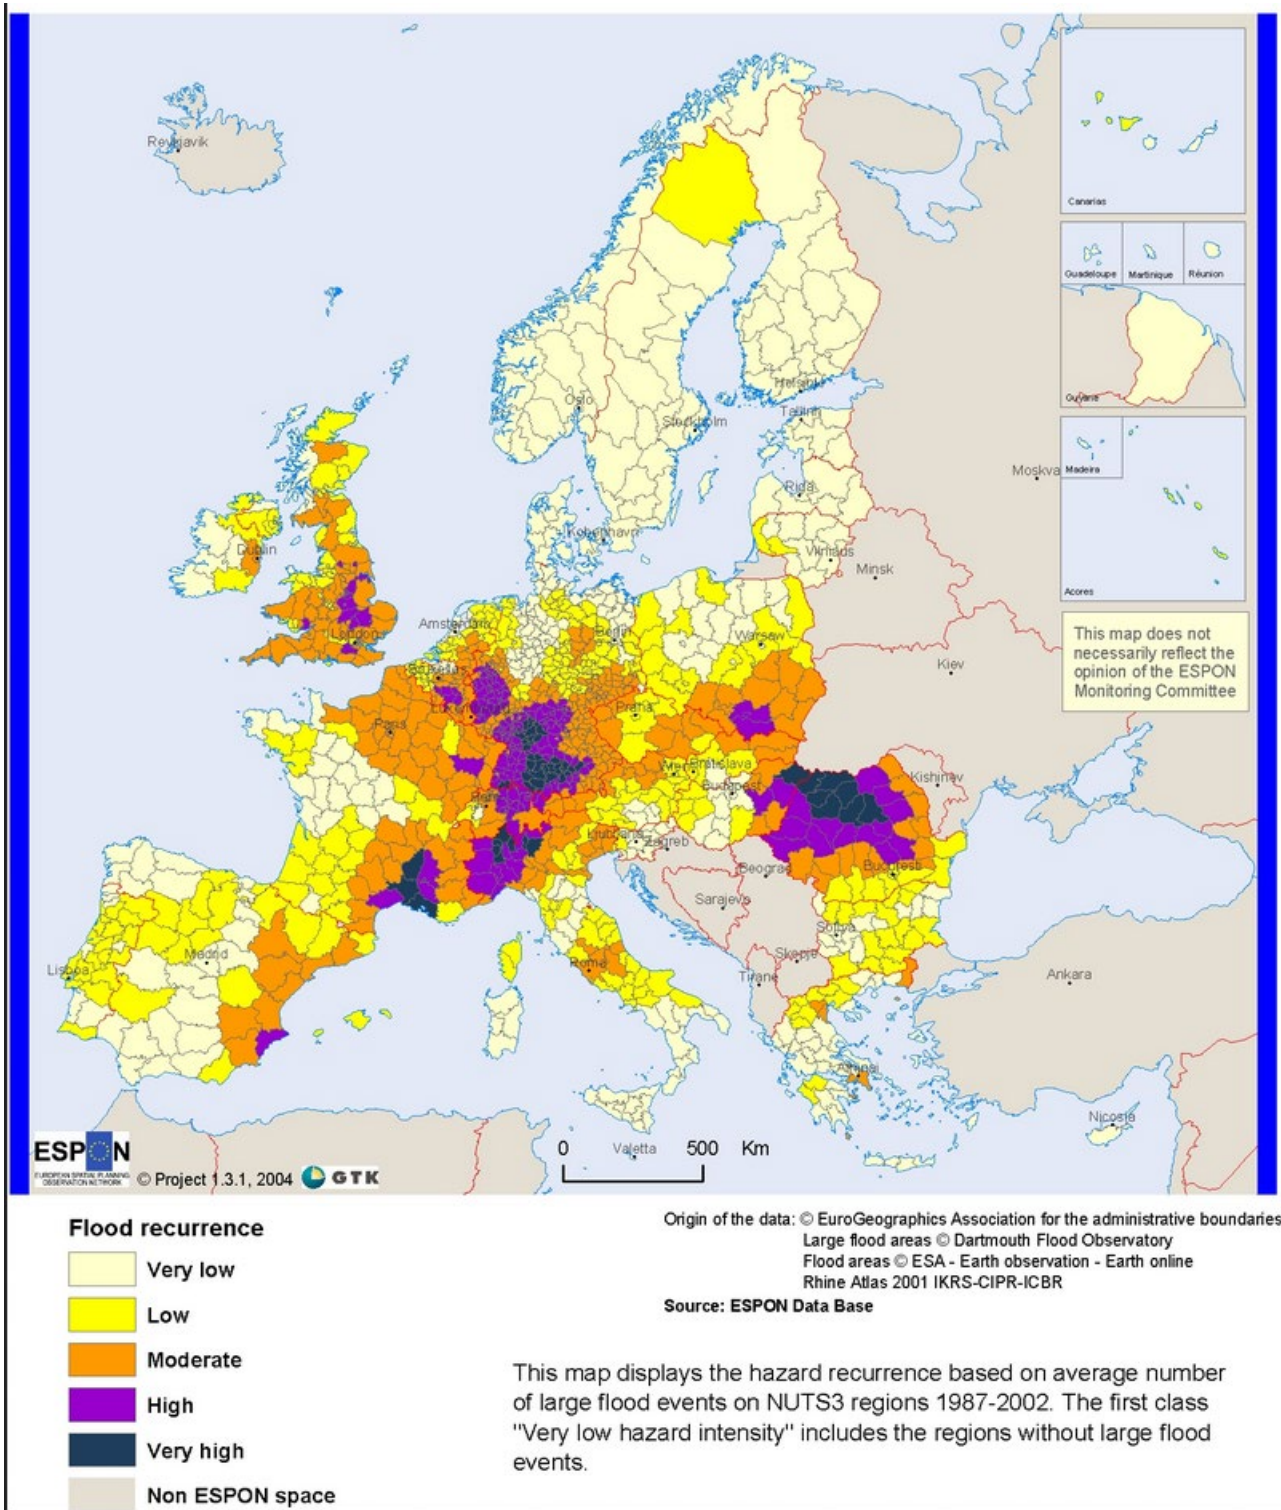 Reykjavik
Canarias
Guadeloupe
Martinique
Réunion
Guyane
Madeira
Acores
Oslo
Helsinki
Tallinn
Stockholm
Moskva
Riga
Kobenhavn
Dublin
Vilnius
Minsk
London
Amsterdam
Berlin
Warsaw
This map does not
necessarily reflect the
opinion of the ESPON
Monitoring Committee
Kiev
Praha
Paris
Bratislava
Budapest
Kishinev
Bern
Ljubljana
Zagreb
Beograd
Bucuresti
Sarajevo
Madrid
Lisboa
Roma
Skopje
Tirane
Ankara
Nicosia
Valetta
0 500 Km
ESPON
EUROPEAN SPATIAL PLANNING
OBSERVATION NETWORK
© Project 1.3.1, 2004 GTK
Origin of the data: © EuroGeographics Association for the administrative boundaries
Large flood areas © Dartmouth Flood Observatory
Flood areas © ESA - Earth observation - Earth online
Rhine Atlas 2001 IKRS-CIPR-ICBR
Source: ESPON Data Base
Flood recurrence
Very low
Low
Moderate
High
Very high
Non ESPON space
This map displays the hazard recurrence based on average number
of large flood events on NUTS3 regions 1987-2002. The first class
"Very low hazard intensity" includes the regions without large flood
events.